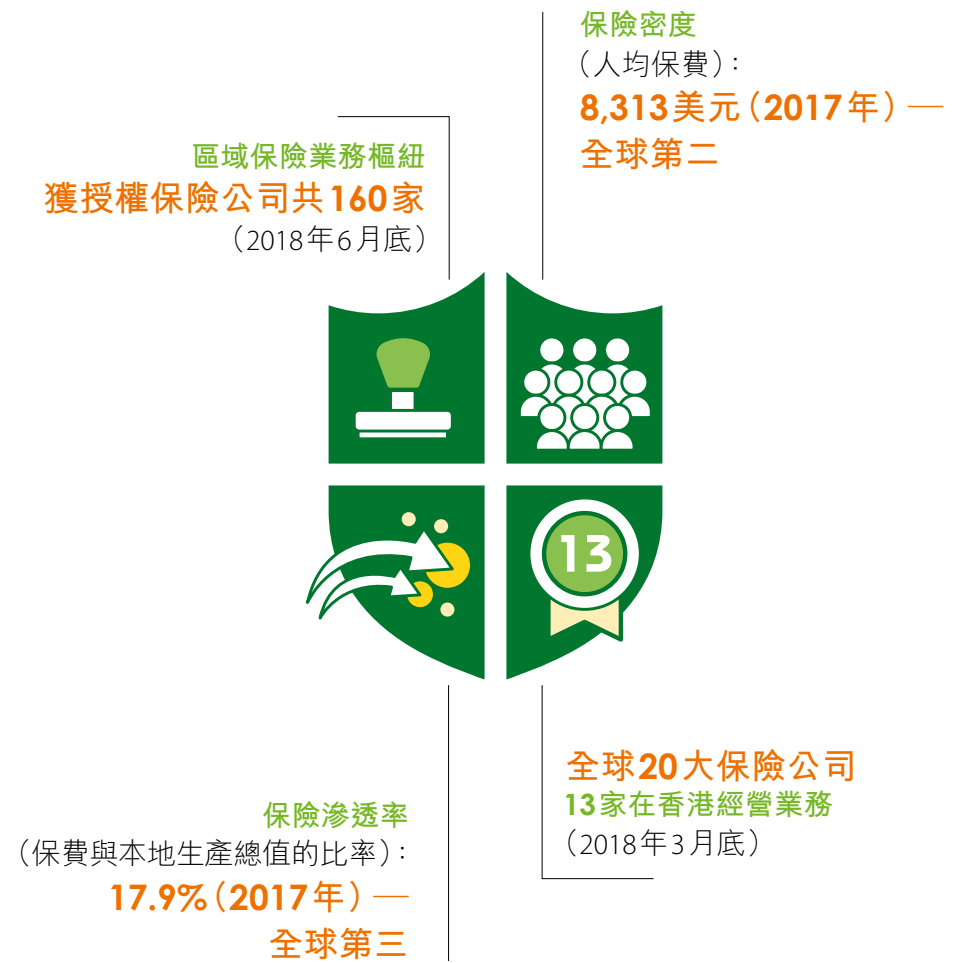 保險密度
（人均保費）：
8,313美元（2017年）—
全球第二
區域保險業務樞紐
獲授權保險公司共160家
（2018年6月底）
13
全球20大保險公司
13家在香港經營業務
（2018年3月底）
保險滲透率
（保費與本地生產總值的比率）：
17.9%（2017年）—
全球第三